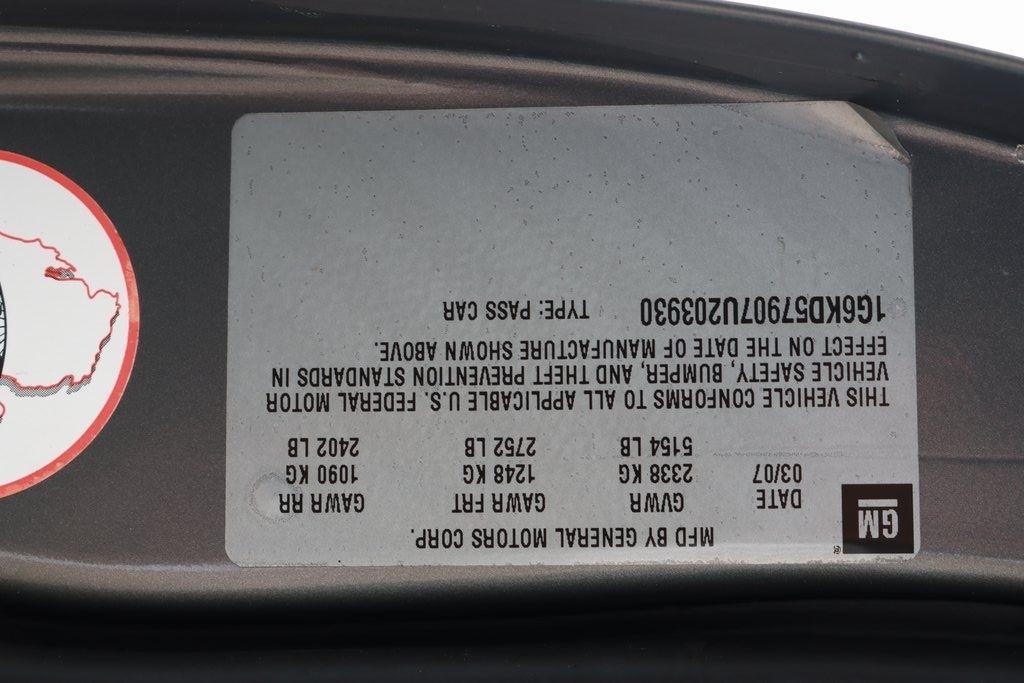 GM
MFD BY GENERAL MOTORS CORP.
DATE GVWR GAWR FRT GAWR RR
03/07 2338 KG 1248 KG 1090 KG
5154 LB 2752 LB 2402 LB
THIS VEHICLE CONFORMS TO ALL APPLICABLE U.S. FEDERAL MOTOR
VEHICLE SAFETY, BUMPER, AND THEFT PREVENTION STANDARDS IN
EFFECT ON THE DATE OF MANUFACTURE SHOWN ABOVE.
1G6KD57907U203930 TYPE: PASS CAR